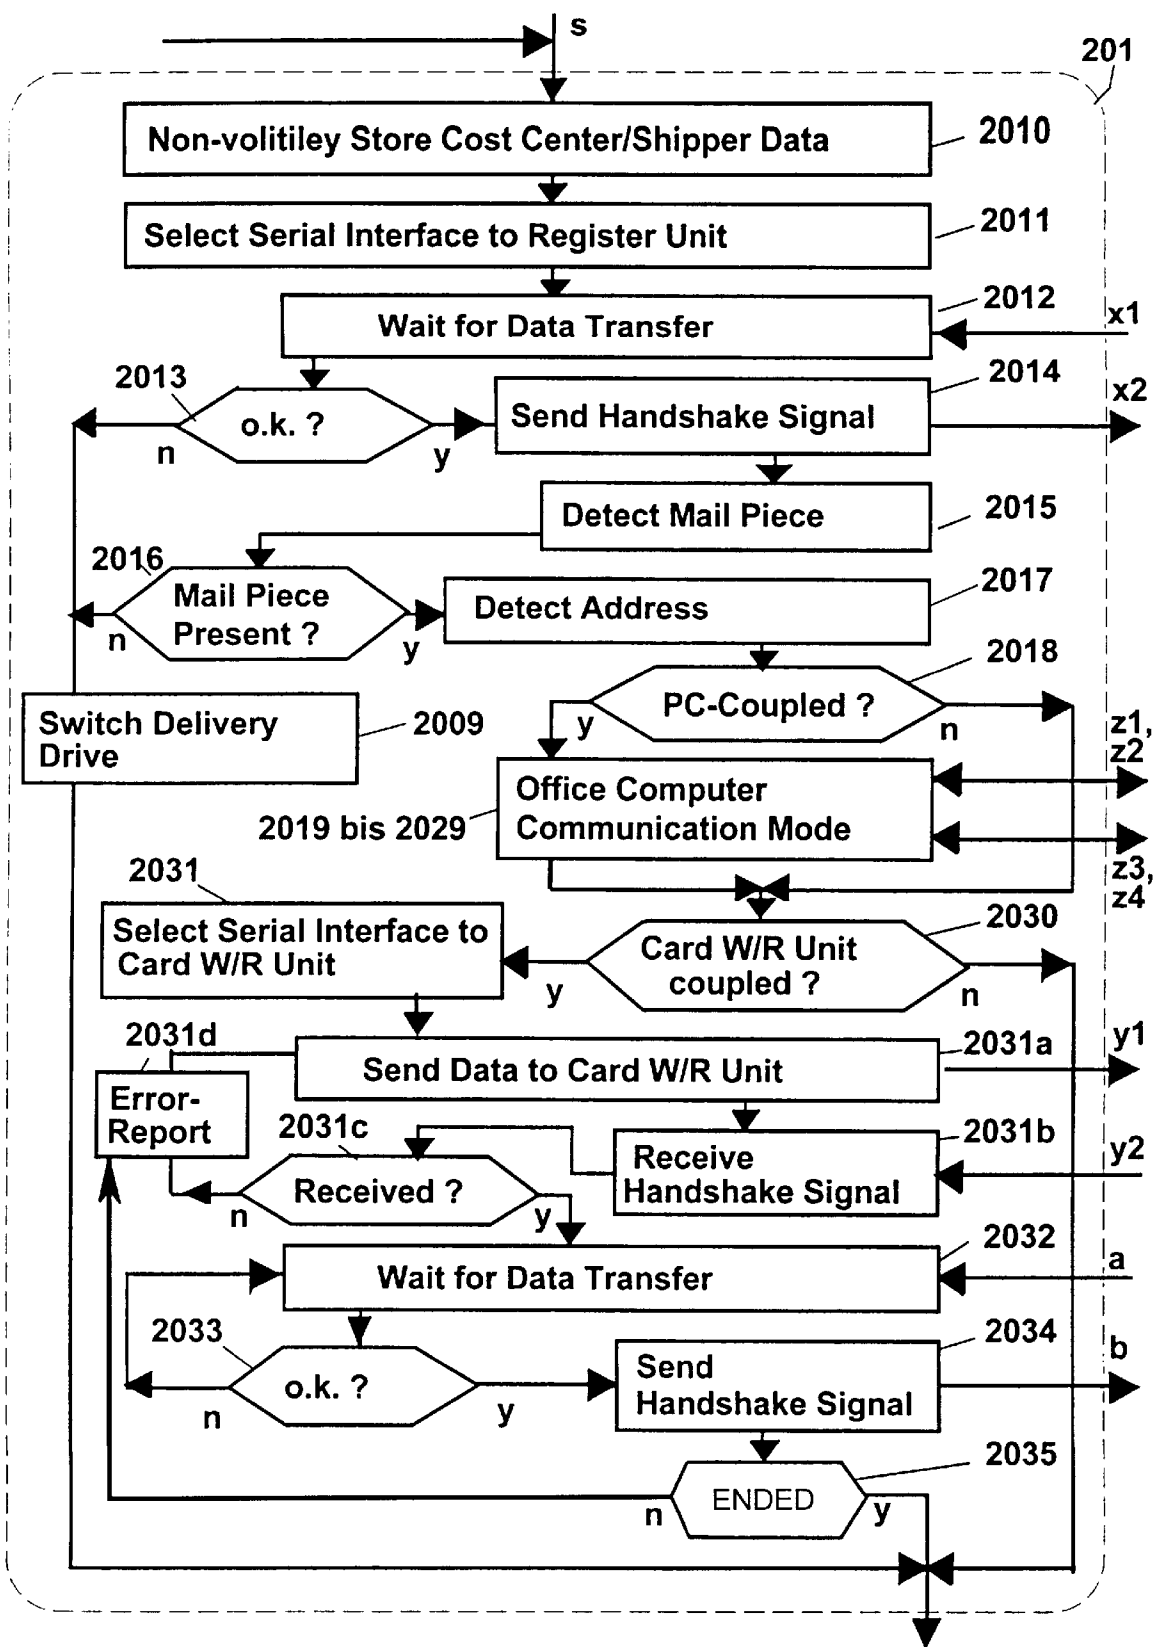 s
201
Non-volitiley Store Cost Center/Shipper Data
2010
Select Serial Interface to Register Unit
2011
Wait for Data Transfer
2012
x1
2013
o.k. ?
n
y
Send Handshake Signal
2014
x2
Detect Mail Piece
2015
2016
Mail Piece
Present ?
n
y
Detect Address
2017
PC-Coupled ?
2018
y
n
Switch Delivery
Drive
2009
z1,
z2
Office Computer
Communication Mode
2019 bis 2029
z3,
z4
2031
Select Serial Interface to
Card W/R Unit
Card W/R Unit
coupled ?
2030
y
n
2031d
Send Data to Card W/R Unit
2031a
y1
Error-
Report
2031c
Receive
Handshake Signal
2031b
y2
Received ?
n
y
Wait for Data Transfer
2032
a
2033
o.k. ?
n
y
Send
Handshake Signal
2034
b
ENDED
2035
n
y